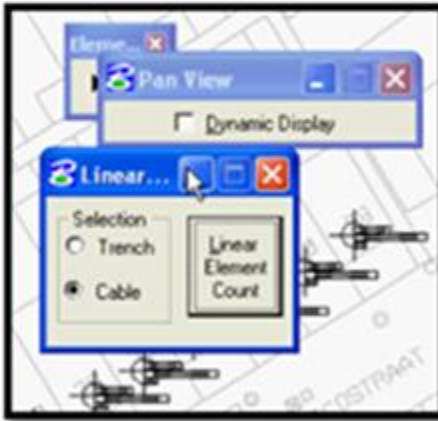 Eleme...
Pan View
Dynamic Display
Linear...
Selection
Trench
Cable
Linear
Element
Count